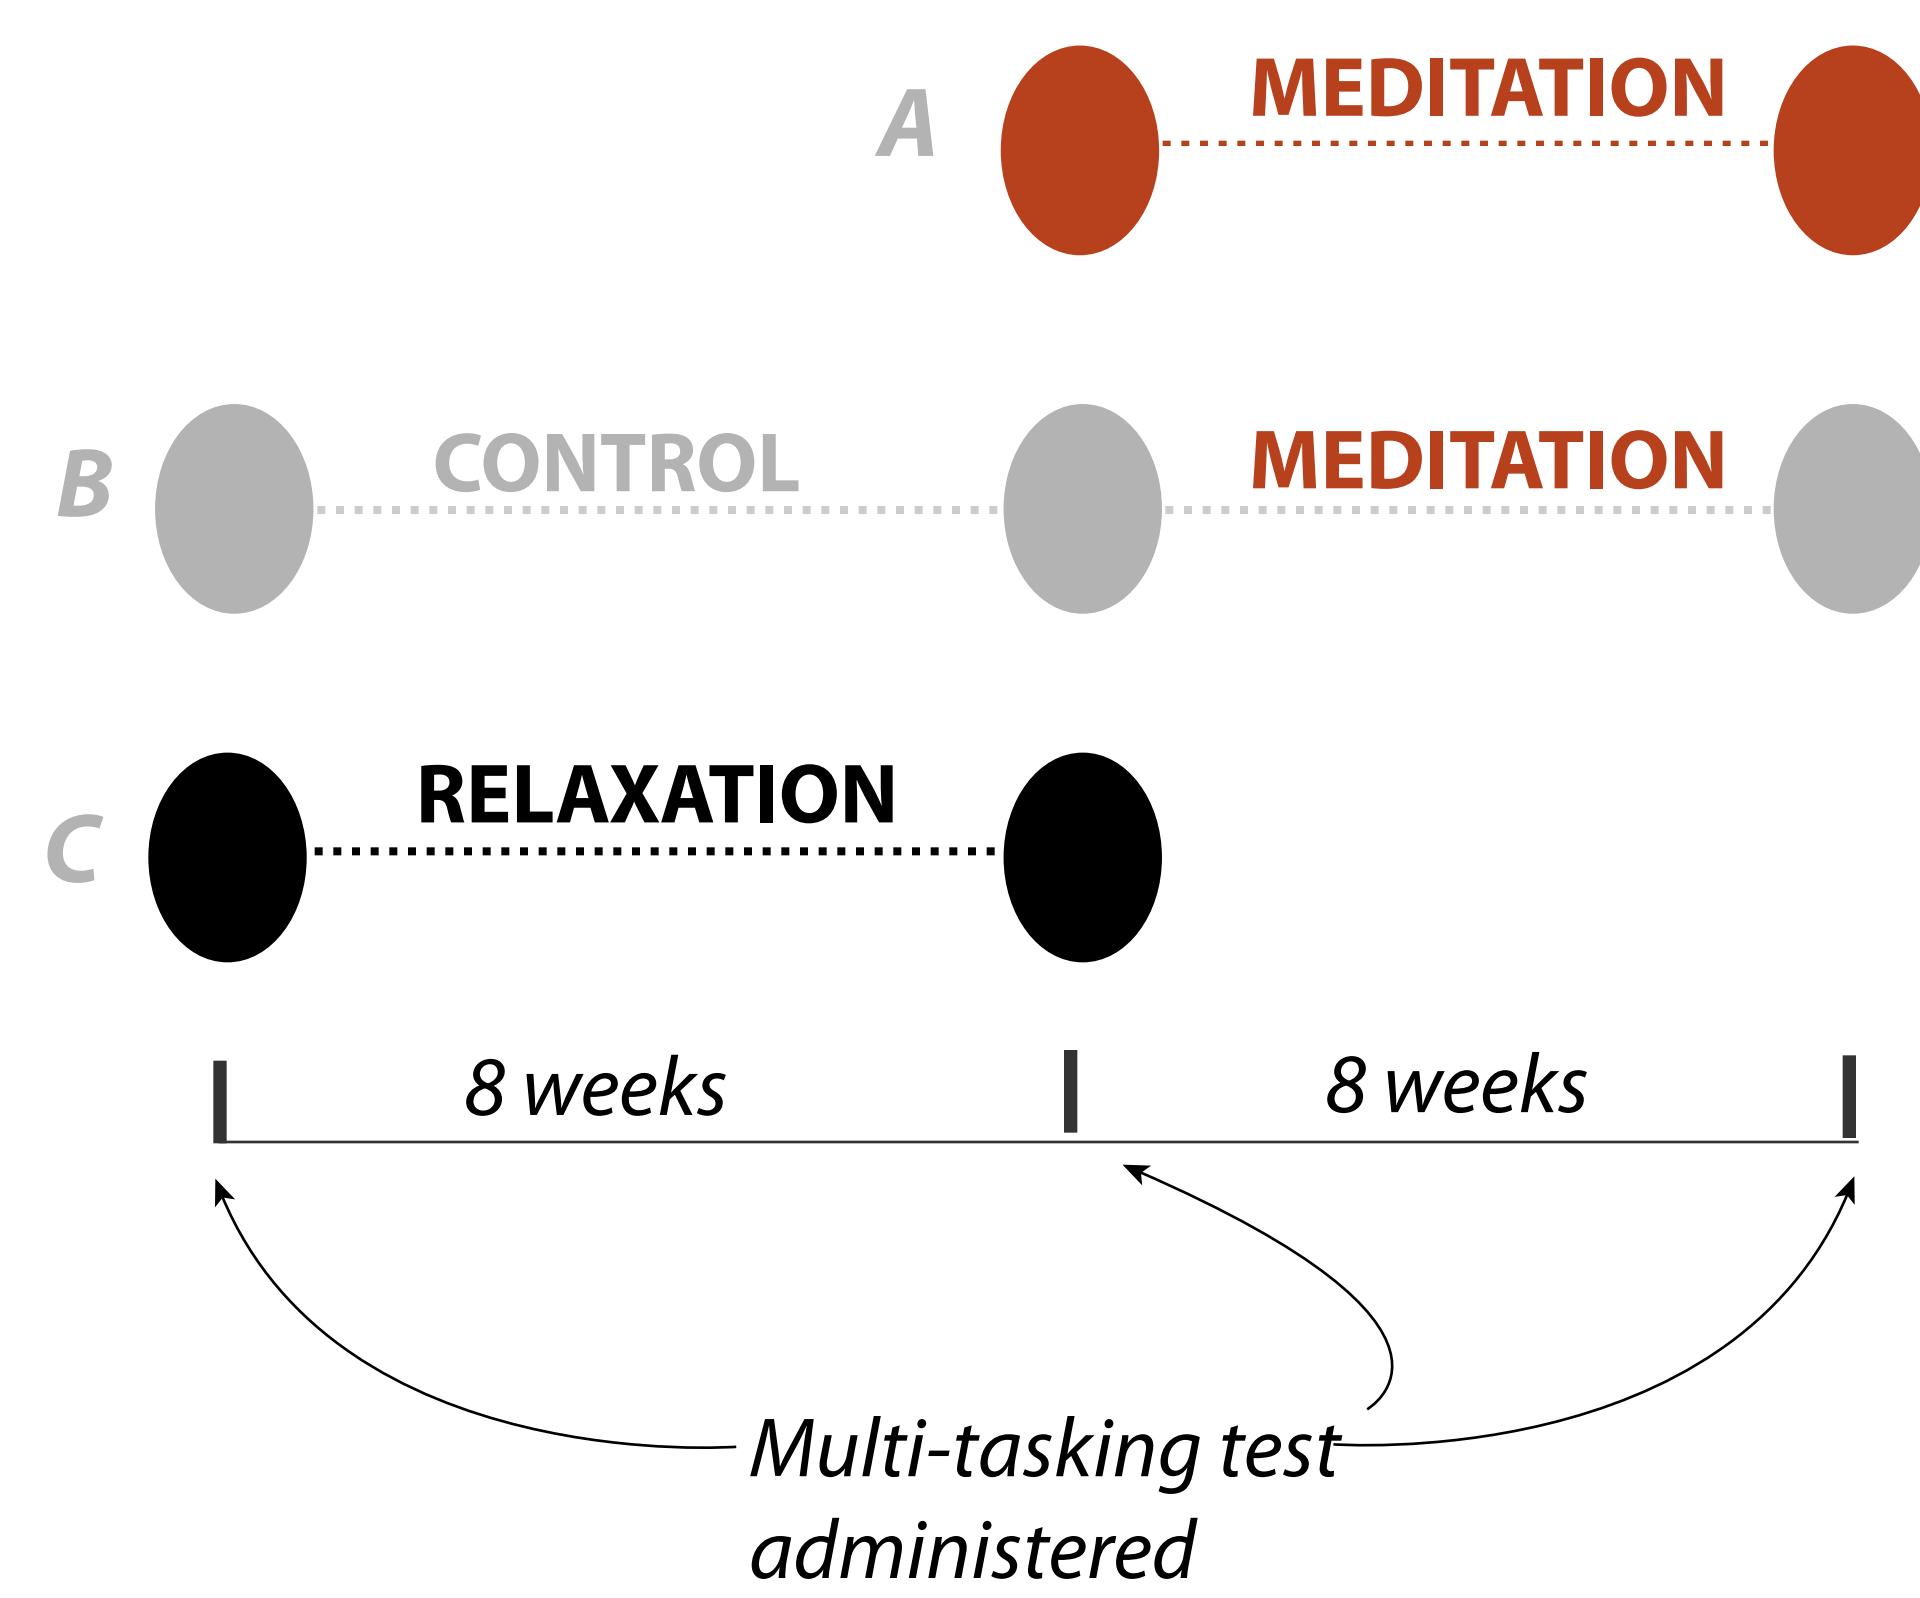 A
MEDITATION
B
CONTROL
MEDITATION
C
RELAXATION
8 weeks
8 weeks
Multi-tasking test
administered